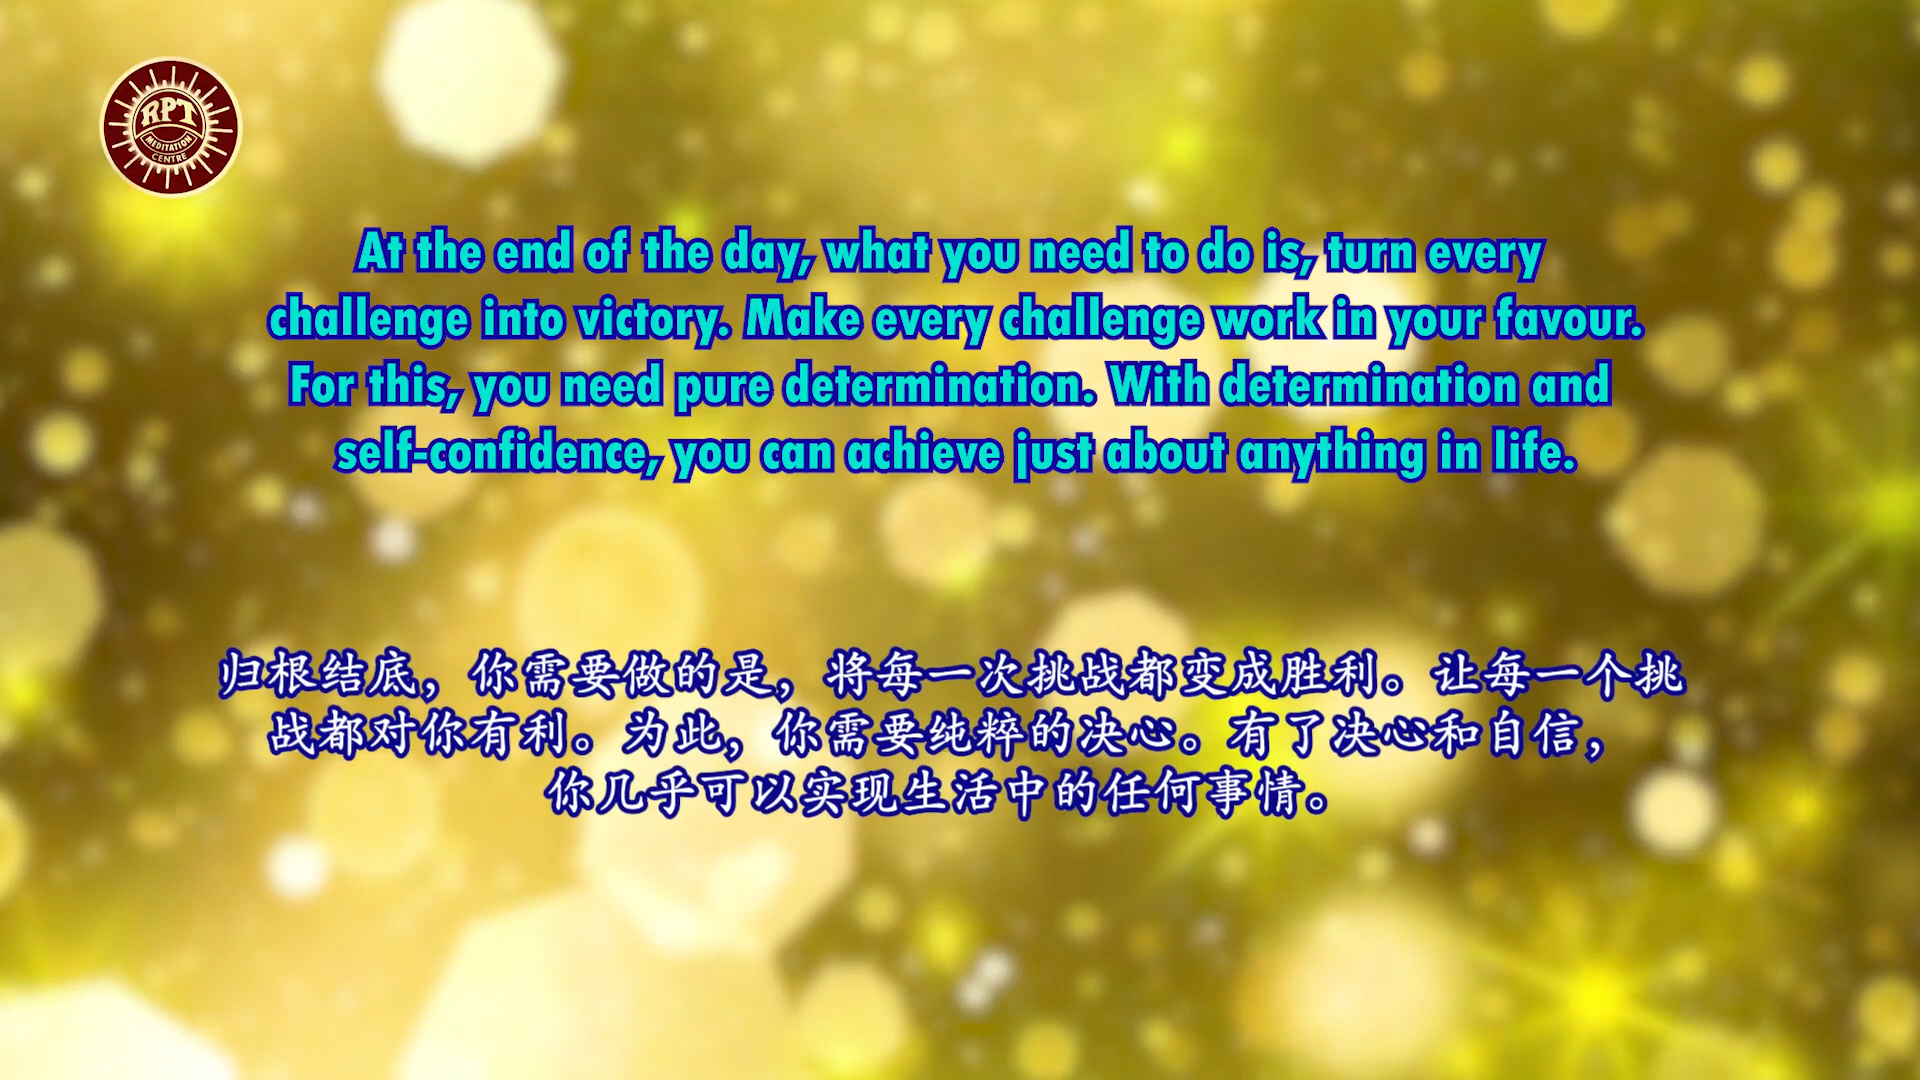 RPT
MEDITATION
CENTRE
At the end of the day, what you need to do is, turn every
challenge into victory. Make every challenge work in your favour.
For this, you need pure determination. With determination and
self-confidence, you can achieve just about anything in life.
归根结底，你需要做的是，将每一次挑战都变成胜利。让每一个挑
战都对你有利。为此，你需要纯粹的决心。有了决心和自信，
你几乎可以实现生活中的任何事情。